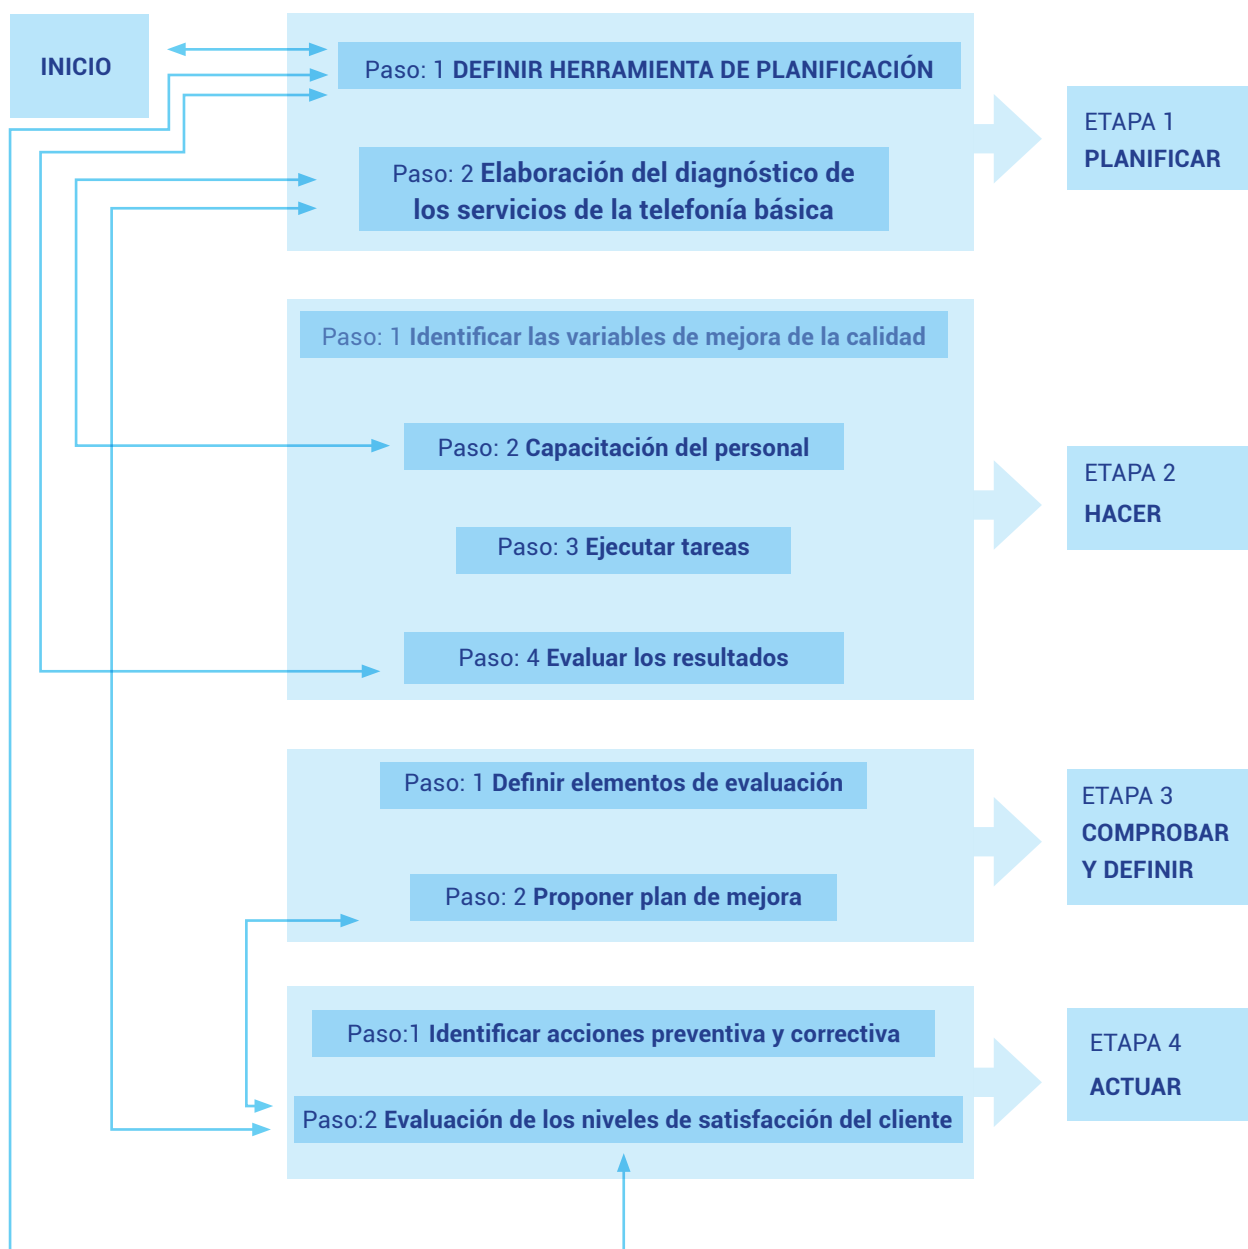 INICIO
Paso: 1 DEFINIR HERRAMIENTA DE PLANIFICACIÓN
Paso: 2 Elaboración del diagnóstico de
los servicios de la telefonía básica
ETAPA 1
PLANIFICAR
Paso: 1 Identificar las variables de mejora de la calidad
Paso: 2 Capacitación del personal
Paso: 3 Ejecutar tareas
Paso: 4 Evaluar los resultados
ETAPA 2
HACER
Paso: 1 Definir elementos de evaluación
Paso: 2 Proponer plan de mejora
ETAPA 3
COMPROBAR
Y DEFINIR
Paso:1 Identificar acciones preventiva y correctiva
Paso:2 Evaluación de los niveles de satisfacción del cliente
ETAPA 4
ACTUAR